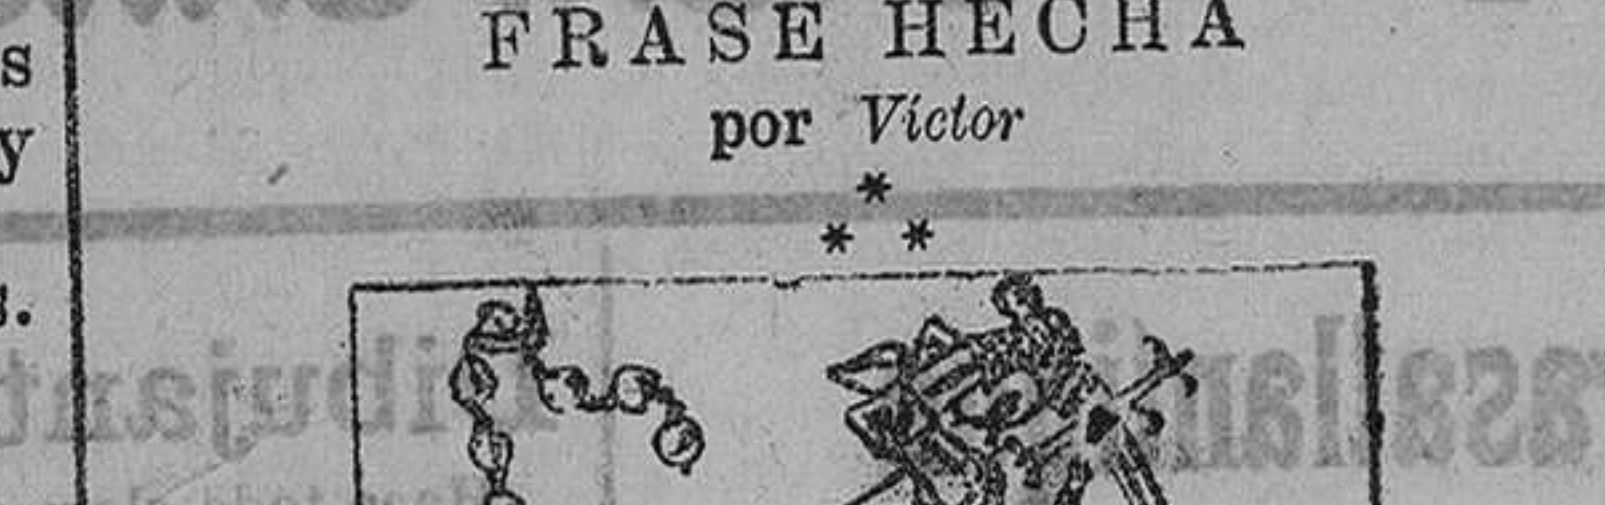 FRASE HECHA
por Víctor
*
* *
s
y
s.